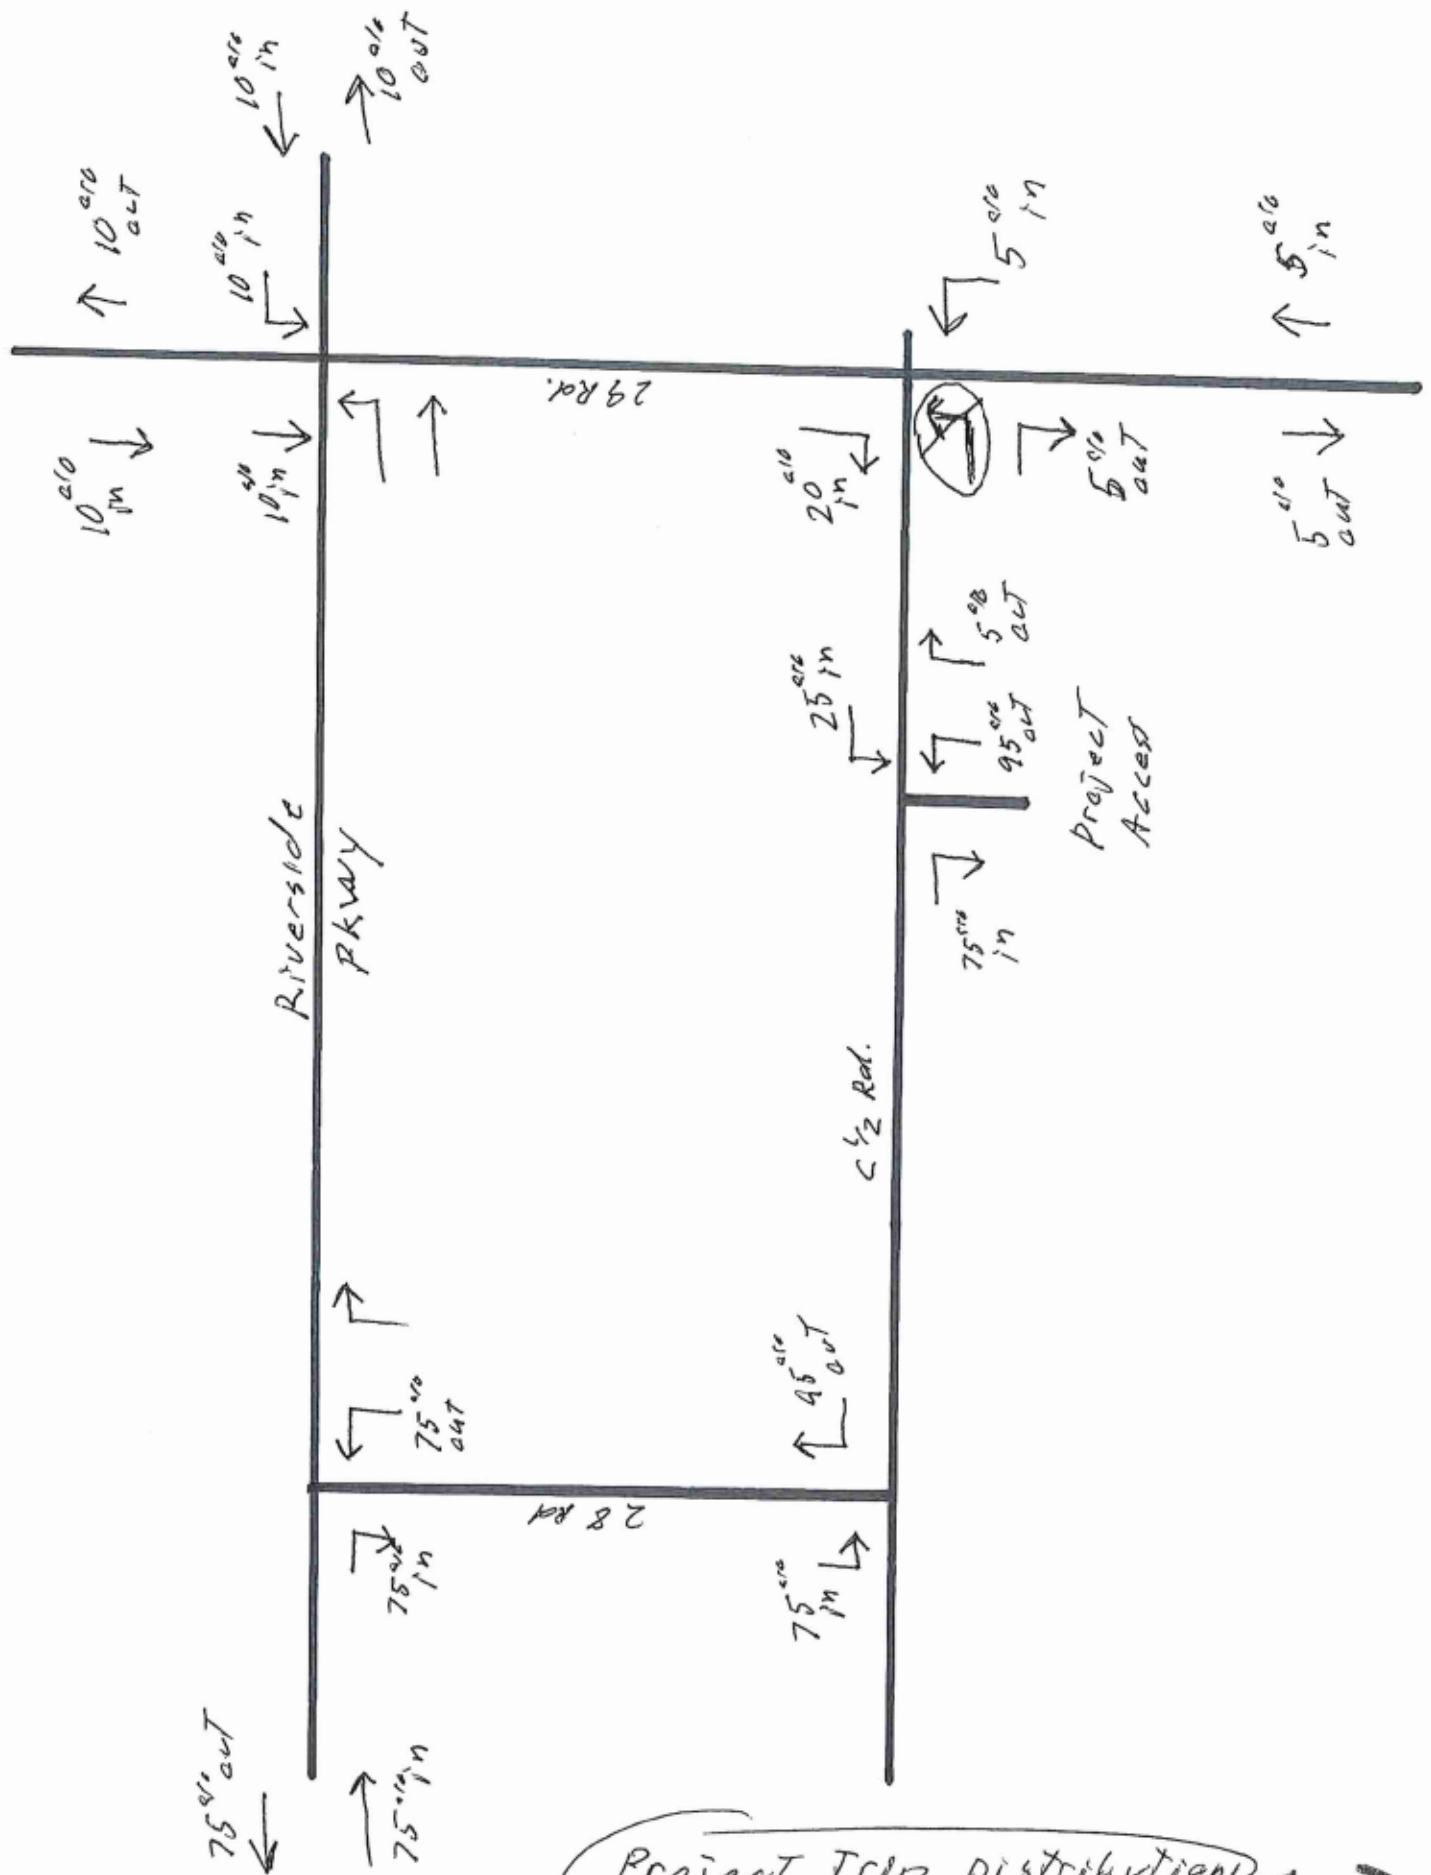 10%
out
10%
in
10%
in
10%
out
10%
in
10%
in
Riverside
Pkway
29 Rd.
20%
in
5%
in
5%
out
5%
in
5%
out
25%
in
5%
out
95%
out
75%
in
Project
Access
C 1/2 Rd.
75%
out
95%
out
75%
in
28 Rd
75%
in
75%
out
75%
in
Project Trip Distribution